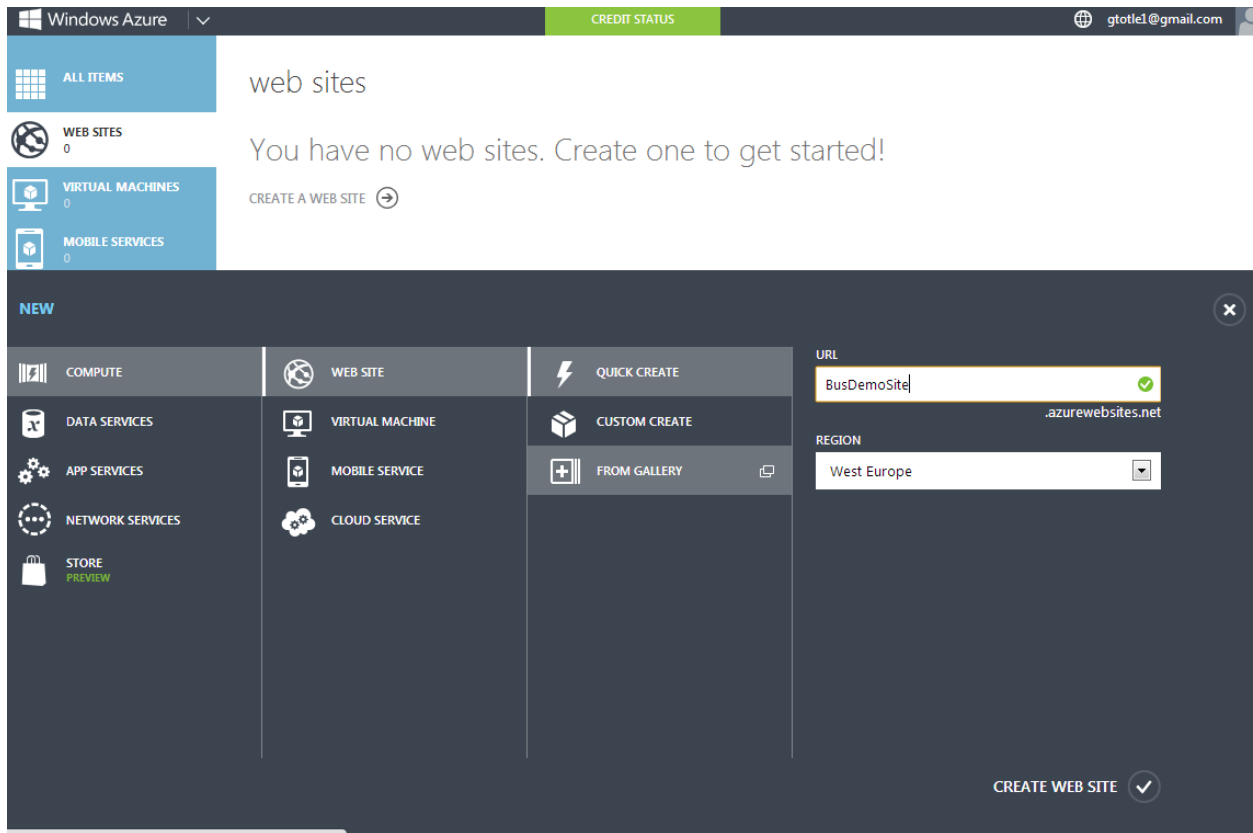 Windows Azure
CREDIT STATUS
gtotle1@gmail.com
ALL ITEMS
WEB SITES
0
VIRTUAL MACHINES
0
MOBILE SERVICES
0
web sites
You have no web sites. Create one to get started!
CREATE A WEB SITE
NEW
COMPUTE
DATA SERVICES
APP SERVICES
NETWORK SERVICES
STORE
PREVIEW
WEB SITE
VIRTUAL MACHINE
MOBILE SERVICE
CLOUD SERVICE
QUICK CREATE
CUSTOM CREATE
FROM GALLERY
URL
BusDemoSite
.azurewebsites.net
REGION
West Europe
CREATE WEB SITE